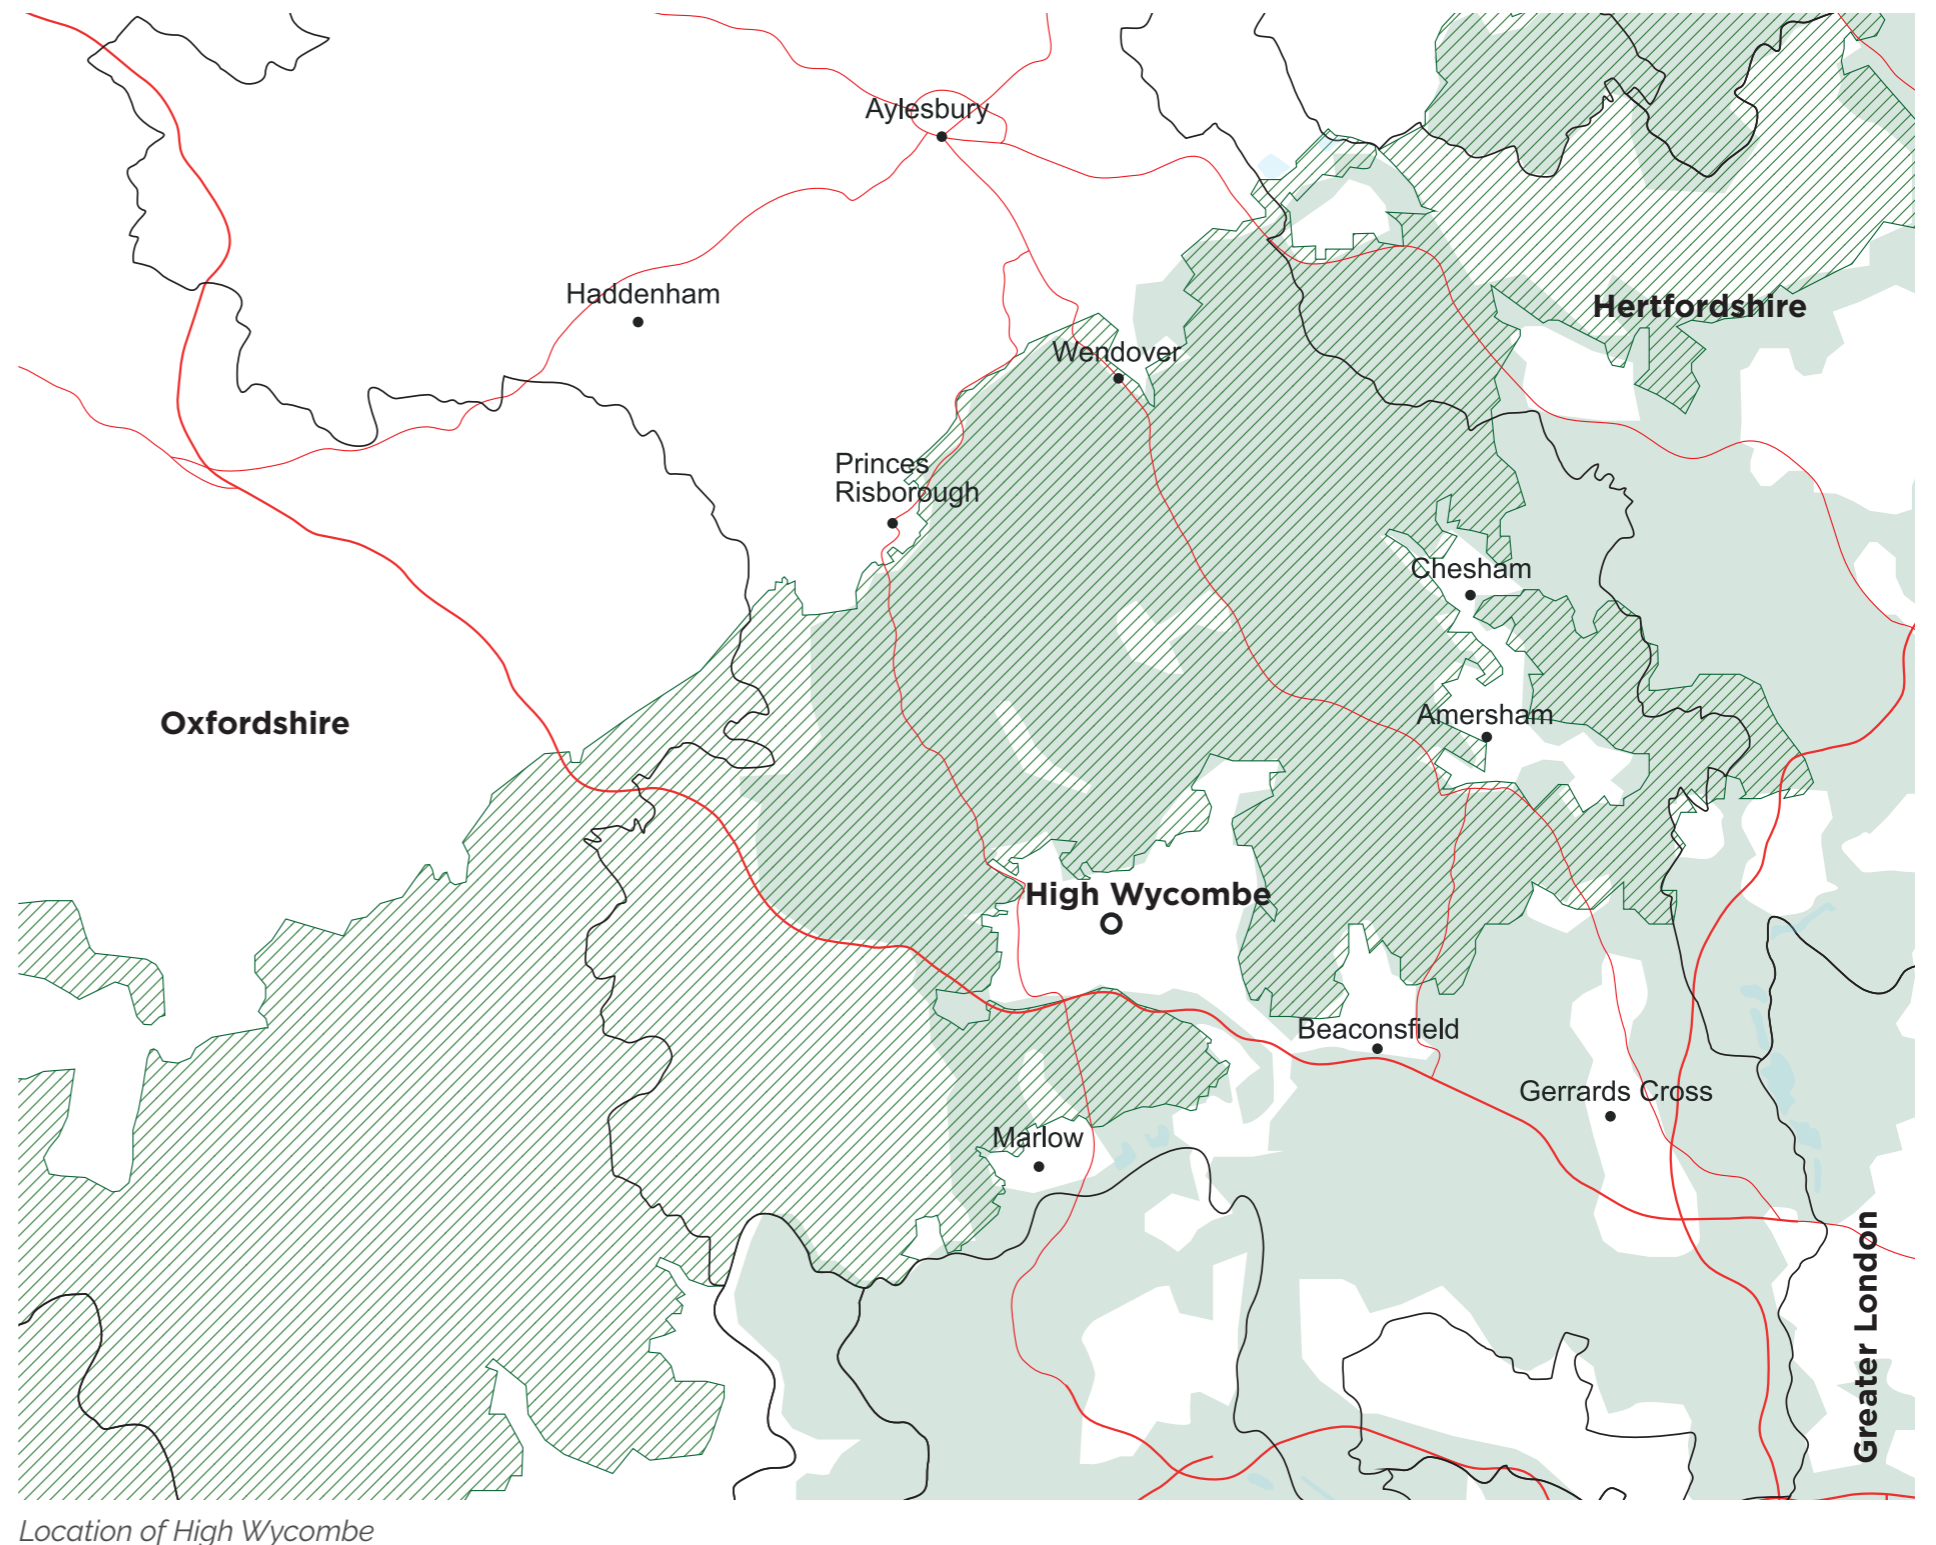 Aylesbury
Haddenham
Hertfordshire
Wendover
Princes
Risborough
Chesham
Oxfordshire
Amersham
High Wycombe
Beaconsfield
Gerrards Cross
Marlow
Greater London
Location of High Wycombe